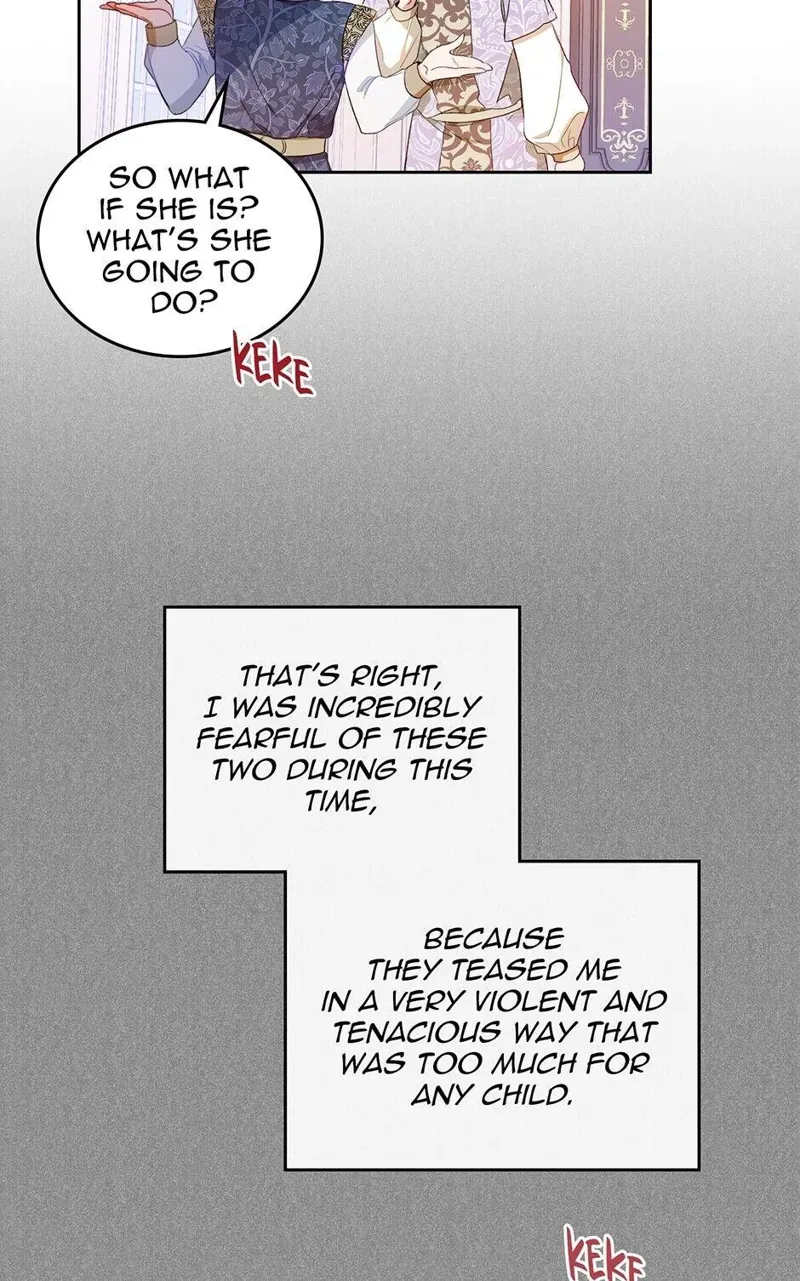 SO WHAT
IF SHE IS?
WHAT'S SHE
GOING TO
DO?
KEKE
THAT'S RIGHT,
I WAS INCREDIBLY
FEARFUL OF THESE
TWO DURING THIS
TIME,
BECAUSE
THEY TEASED ME
IN A VERY VIOLENT AND
TENACIOUS WAY THAT
WAS TOO MUCH FOR
ANY CHILD.
KEKE